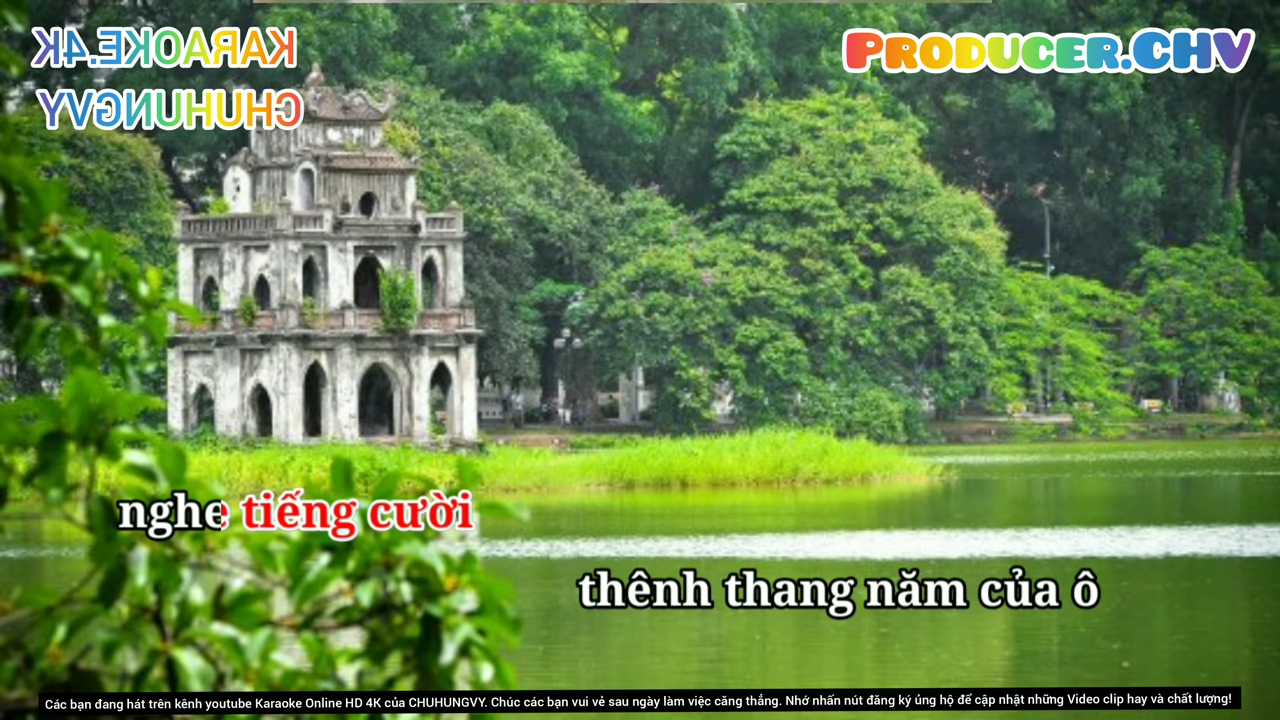 KARAOKE.4K
CHUHUNGVY
PRODUCER.CHV
nghe tiếng cười
thênh thang năm của ô
Các bạn đang hát trên kênh youtube Karaoke Online HD 4K của CHUHUNGVY. Chúc các bạn vui vẻ sau ngày làm việc căng thẳng. Nhớ nhấn nút đăng ký ủng hộ để cập nhật những Video clip hay và chất lượng!